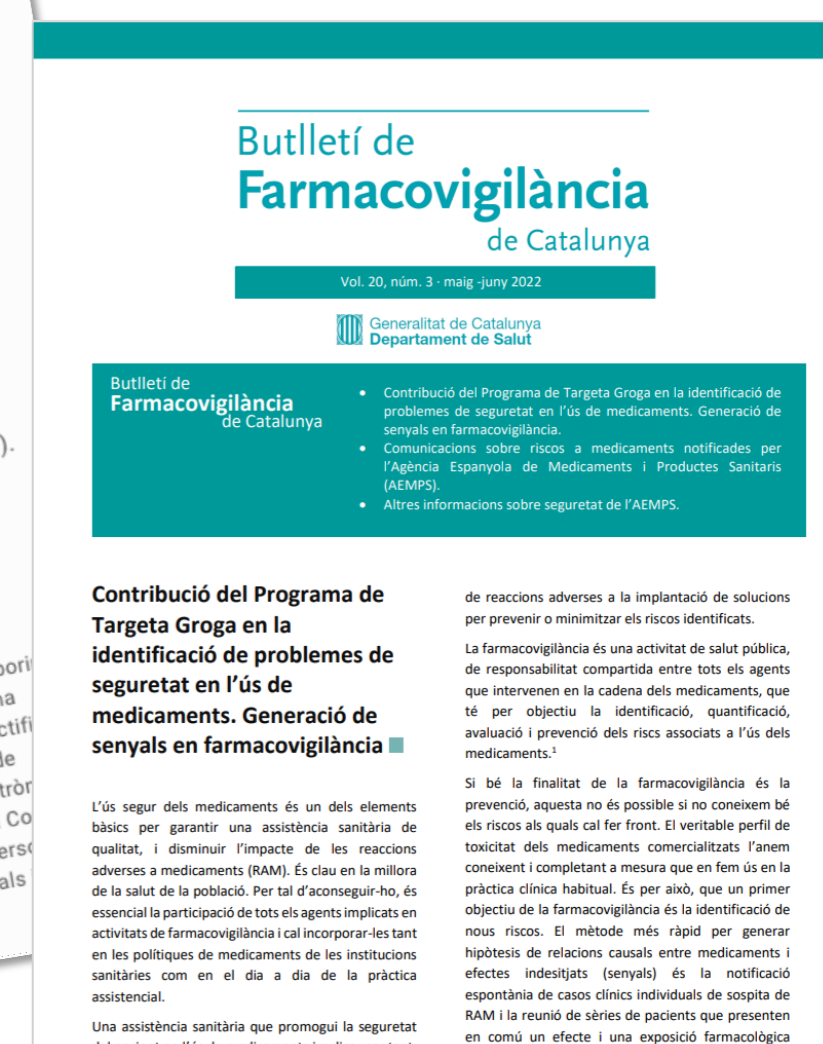 Butlletí de
Farmacovigilància
de Catalunya
Vol. 20, núm. 3 · maig -juny 2022
Generalitat de Catalunya
Departament de Salut
Butlletí de
Farmacovigilància
de Catalunya
• Contribució del Programa de Targeta Groga en la identificació de
problemes de seguretat en l’ús de medicaments. Generació de
senyals en farmacovigilància.
• Comunicacions sobre riscos a medicaments notificades per
l’Agència Espanyola de Medicaments i Productes Sanitaris
(AEMPS).
• Altres informacions sobre seguretat de l’AEMPS.
Contribució del Programa de
Targeta Groga en la
identificació de problemes de
seguretat en l’ús de
medicaments. Generació de
senyals en farmacovigilància
L’ús segur dels medicaments és un dels elements
bàsics per garantir una assistència sanitària de
qualitat, i disminuir l’impacte de les reaccions
adverses a medicaments (RAM). És clau en la millora
de la salut de la població. Per tal d’aconseguir-ho, és
essencial la participació de tots els agents implicats en
activitats de farmacovigilància i cal incorporar-les tant
en les polítiques de medicaments de les institucions
sanitàries com en el dia a dia de la pràctica
assistencial.
Una assistència sanitària que promogui la seguretat
de reaccions adverses a la implantació de solucions
per prevenir o minimitzar els riscos identificats.
La farmacovigilància és una activitat de salut pública,
de responsabilitat compartida entre tots els agents
que intervenen en la cadena dels medicaments, que
té per objectiu la identificació, quantificació,
avaluació i prevenció dels riscs associats a l’ús dels
medicaments.¹
Si bé la finalitat de la farmacovigilància és la
prevenció, aquesta no és possible si no coneixem bé
els riscos als quals cal fer front. El veritable perfil de
toxicitat dels medicaments comercialitzats l’anem
coneixent i completant a mesura que en fem ús en la
pràctica clínica habitual. És per això, que un primer
objectiu de la farmacovigilància és la identificació de
nous riscos. El mètode més ràpid per generar
hipòtesis de relacions causals entre medicaments i
efectes indesitjats (senyals) és la notificació
espontània de casos clínics individuals de sospita de
RAM i la reunió de sèries de pacients que presenten
en comú un efecte i una exposició farmacològica